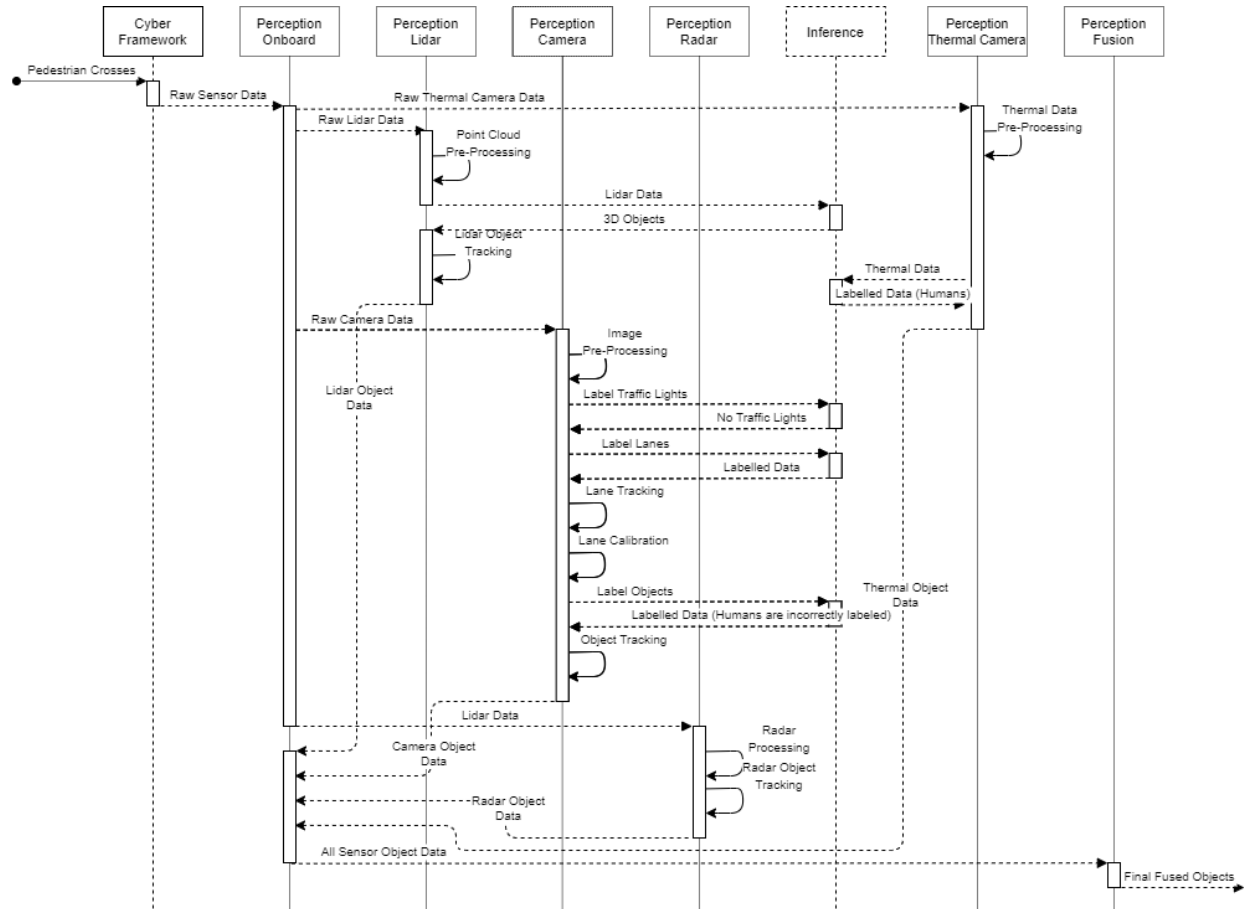 Cyber
Framework
Perception
Onboard
Perception
Lidar
Perception
Camera
Perception
Radar
Inference
Perception
Thermal Camera
Perception
Fusion
Pedestrian Crosses
Raw Sensor Data
Raw Thermal Camera Data
Thermal Data
Pre-Processing
Raw Lidar Data
Point Cloud
Pre-Processing
Lidar Data
3D Objects
Lidar Object
Tracking
Thermal Data
Labelled Data (Humans)
Raw Camera Data
Image
Pre-Processing
Lidar Object
Data
Label Traffic Lights
No Traffic Lights
Label Lanes
Labelled Data
Lane Tracking
Lane Calibration
Thermal Object
Data
Label Objects
Labelled Data (Humans are incorrectly labeled)
Object Tracking
Lidar Data
Radar
Processing
Camera Object
Data
Radar Object
Tracking
Radar Object
Data
All Sensor Object Data
Final Fused Objects